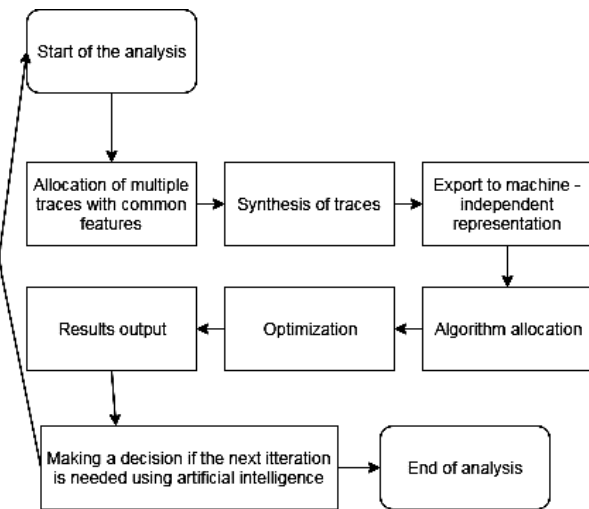 Start of the analysis
Allocation of multiple
traces with common
features
Synthesis of traces
Export to machine -
independent
representation
Algorithm allocation
Optimization
Results output
Making a decision if the next itteration
is needed using artificial intelligence
End of analysis